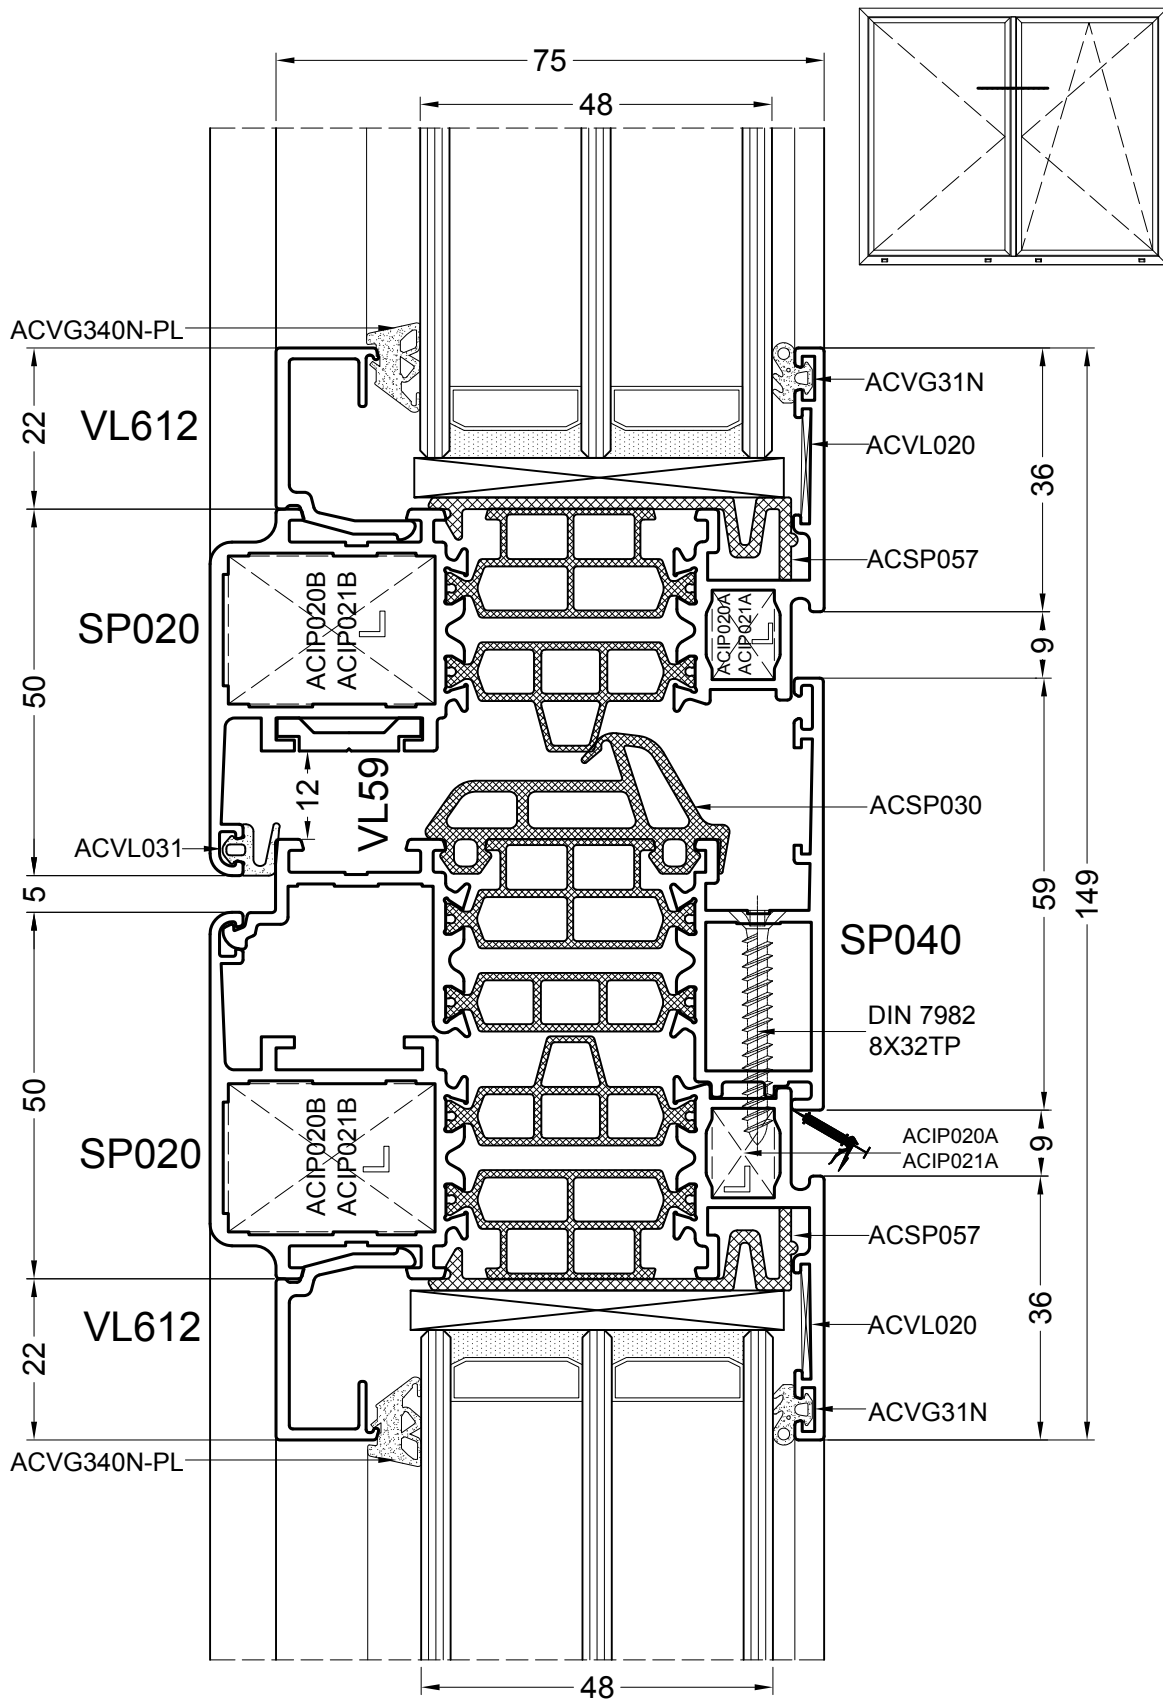 75
48
ACVG340N-PL
ACVG31N
22
VL612
ACVL020
36
ACSP057
SP020
ACIP020B
ACIP021B
ACIP020A
ACIP021A
9
50
12
VL59
ACSP030
ACVL031
5
59
149
SP040
DIN 7982
8X32TP
50
SP020
ACIP020B
ACIP021B
ACIP020A
ACIP021A
9
ACSP057
VL612
22
ACVL020
36
ACVG31N
ACVG340N-PL
48